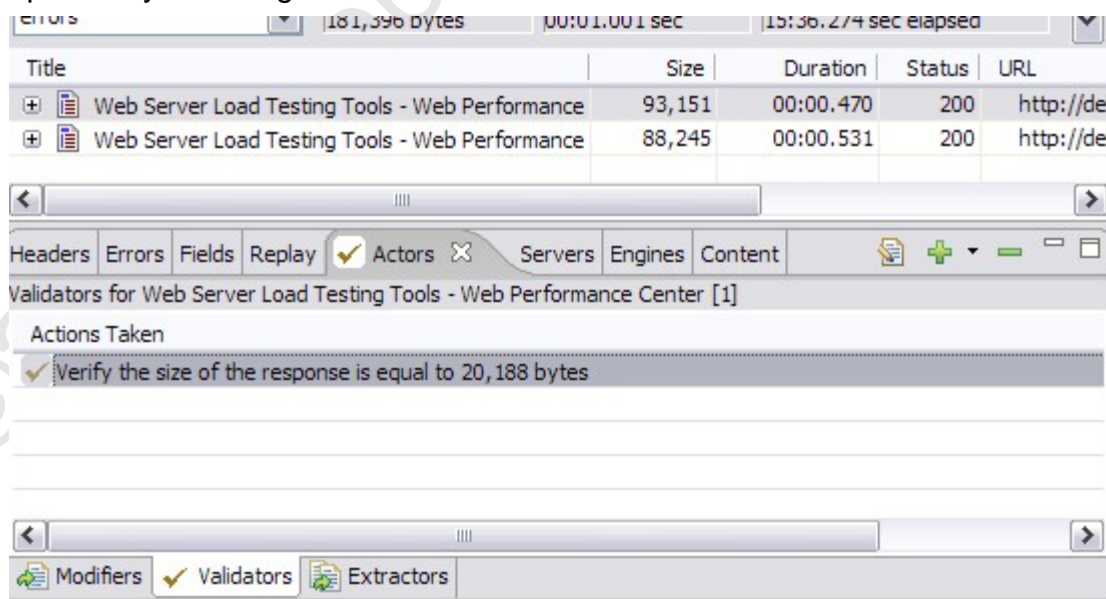 errors 181,396 bytes 00:01.001 sec 15:36.274 sec elapsed
Title Size Duration Status URL
Web Server Load Testing Tools - Web Performance 93,151 00:00.470 200 http://de
Web Server Load Testing Tools - Web Performance 88,245 00:00.531 200 http://de
Headers Errors Fields Replay Actors Servers Engines Content
Validators for Web Server Load Testing Tools - Web Performance Center [1]
Actions Taken
Verify the size of the response is equal to 20,188 bytes
Modifiers Validators Extractors